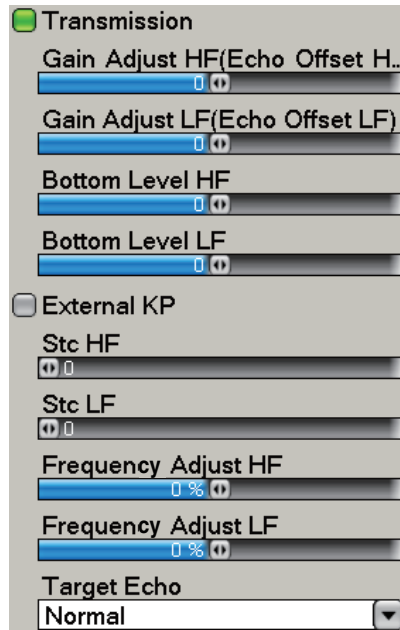 Transmission
Gain Adjust HF(Echo Offset H..
0
Gain Adjust LF(Echo Offset LF)
0
Bottom Level HF
0
Bottom Level LF
0
External KP
Stc HF
0
Stc LF
0
Frequency Adjust HF
0 %
Frequency Adjust LF
0 %
Target Echo
Normal